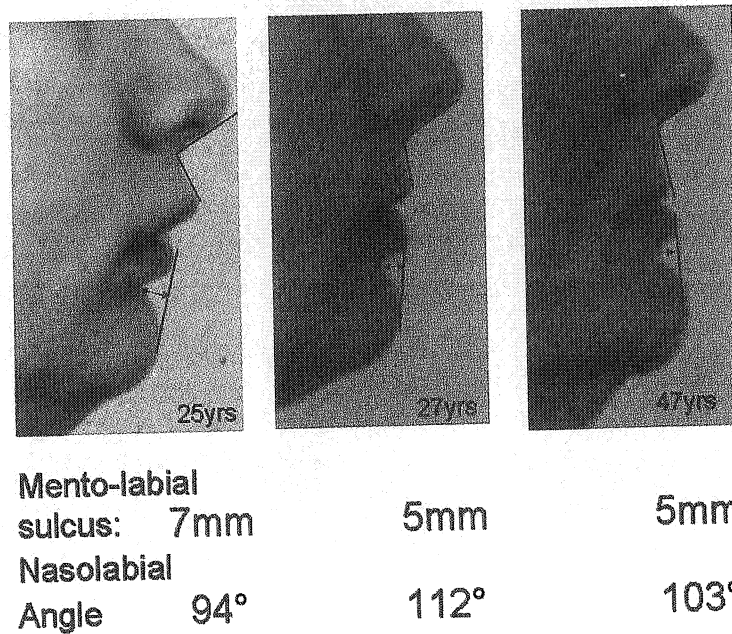 25yrs 27yrs 47yrs
Mento-labial
sulcus: 7mm 5mm 5mm
Nasolabial
Angle 94° 112° 103°